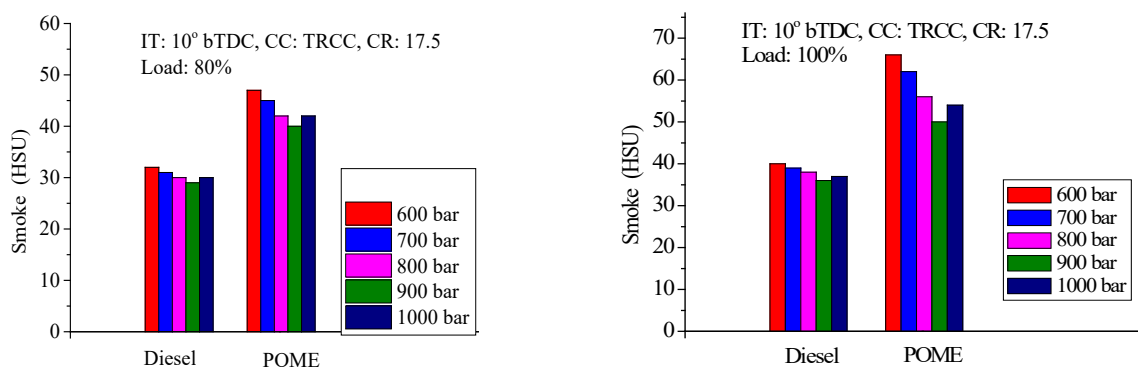 IT: 10° bTDC, CC: TRCC, CR: 17.5
Load: 80%
Smoke (HSU)
60
50
40
30
20
10
0
600 bar
700 bar
800 bar
900 bar
1000 bar
Diesel
POME
IT: 10° bTDC, CC: TRCC, CR: 17.5
Load: 100%
Smoke (HSU)
70
60
50
40
30
20
10
0
600 bar
700 bar
800 bar
900 bar
1000 bar
Diesel
POME